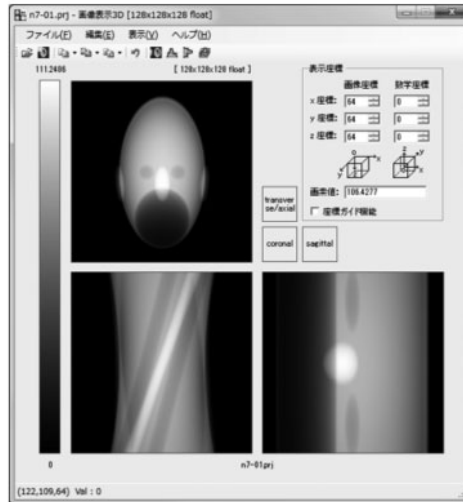 n7-01.prj - 画像表示3D [128x128x128 float]
ファイル(F) 編集(E) 表示(V) ヘルプ(H)
111.2406
[ 128x128x128 float ]
表示座標
画像座標 数学座標
x 座標: 64 0
y 座標: 64 0
z 座標: 64 0
o x y
z y x
画素値: 106.4277
座標ガイド機能
transver
se/axial
coronal sagittal
0
n7-01.prj
(122,109,64) Val : 0